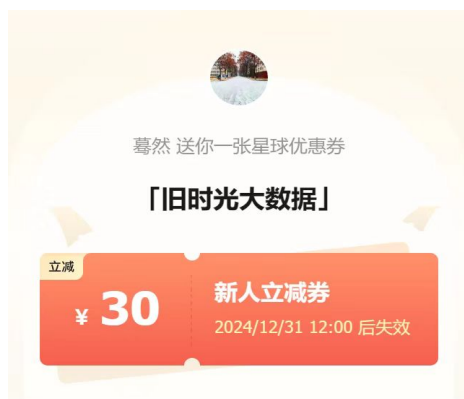 蓦然 送你一张星球优惠券
「旧时光大数据」
立减
¥ 30
新人立减券
2024/12/31 12:00 后失效